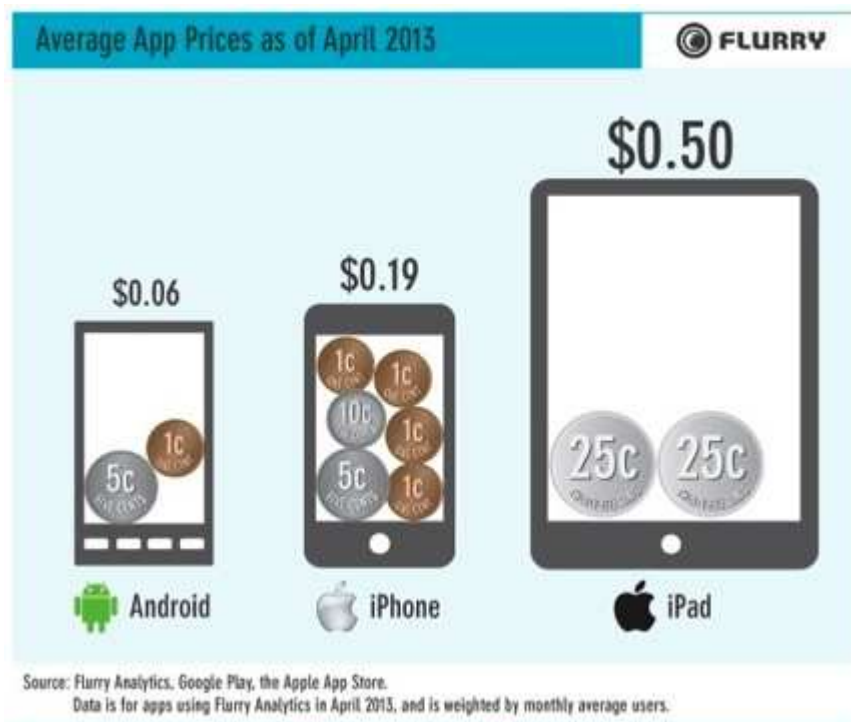 Average App Prices as of April 2013
FLURRY
$0.50
$0.06
$0.19
1c
1c
10c
1c
1c
5c
5c
1c
25c
25c
FIVE CENTS
Android
iPhone
iPad
Source: Flurry Analytics, Google Play, the Apple App Store.
Data is for apps using Flurry Analytics in April 2013, and is weighted by monthly average users.